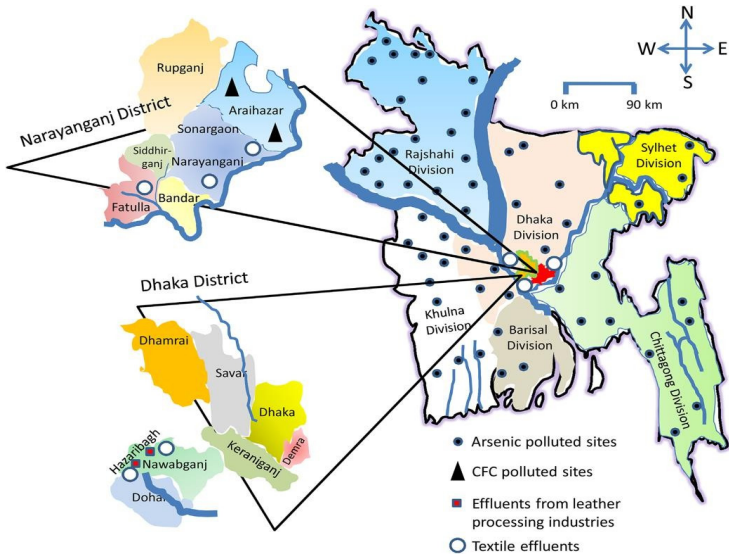 Narayanganj District
Rupganj
Araihazar
Sonargaon
Siddhir-
ganj
Narayanganj
Fatulla
Bandar
Dhaka District
Dhamrai
Savar
Dhaka
Keraniganj
Demra
Hazaribagh
Nawabganj
Dohar
N
W
E
S
0 km
90 km
Rajshahi
Division
Sylhet
Division
Dhaka
Division
Khulna
Division
Barisal
Division
Chittagong Division
Arsenic polluted sites
CFC polluted sites
Effluents from leather
processing industries
Textile effluents